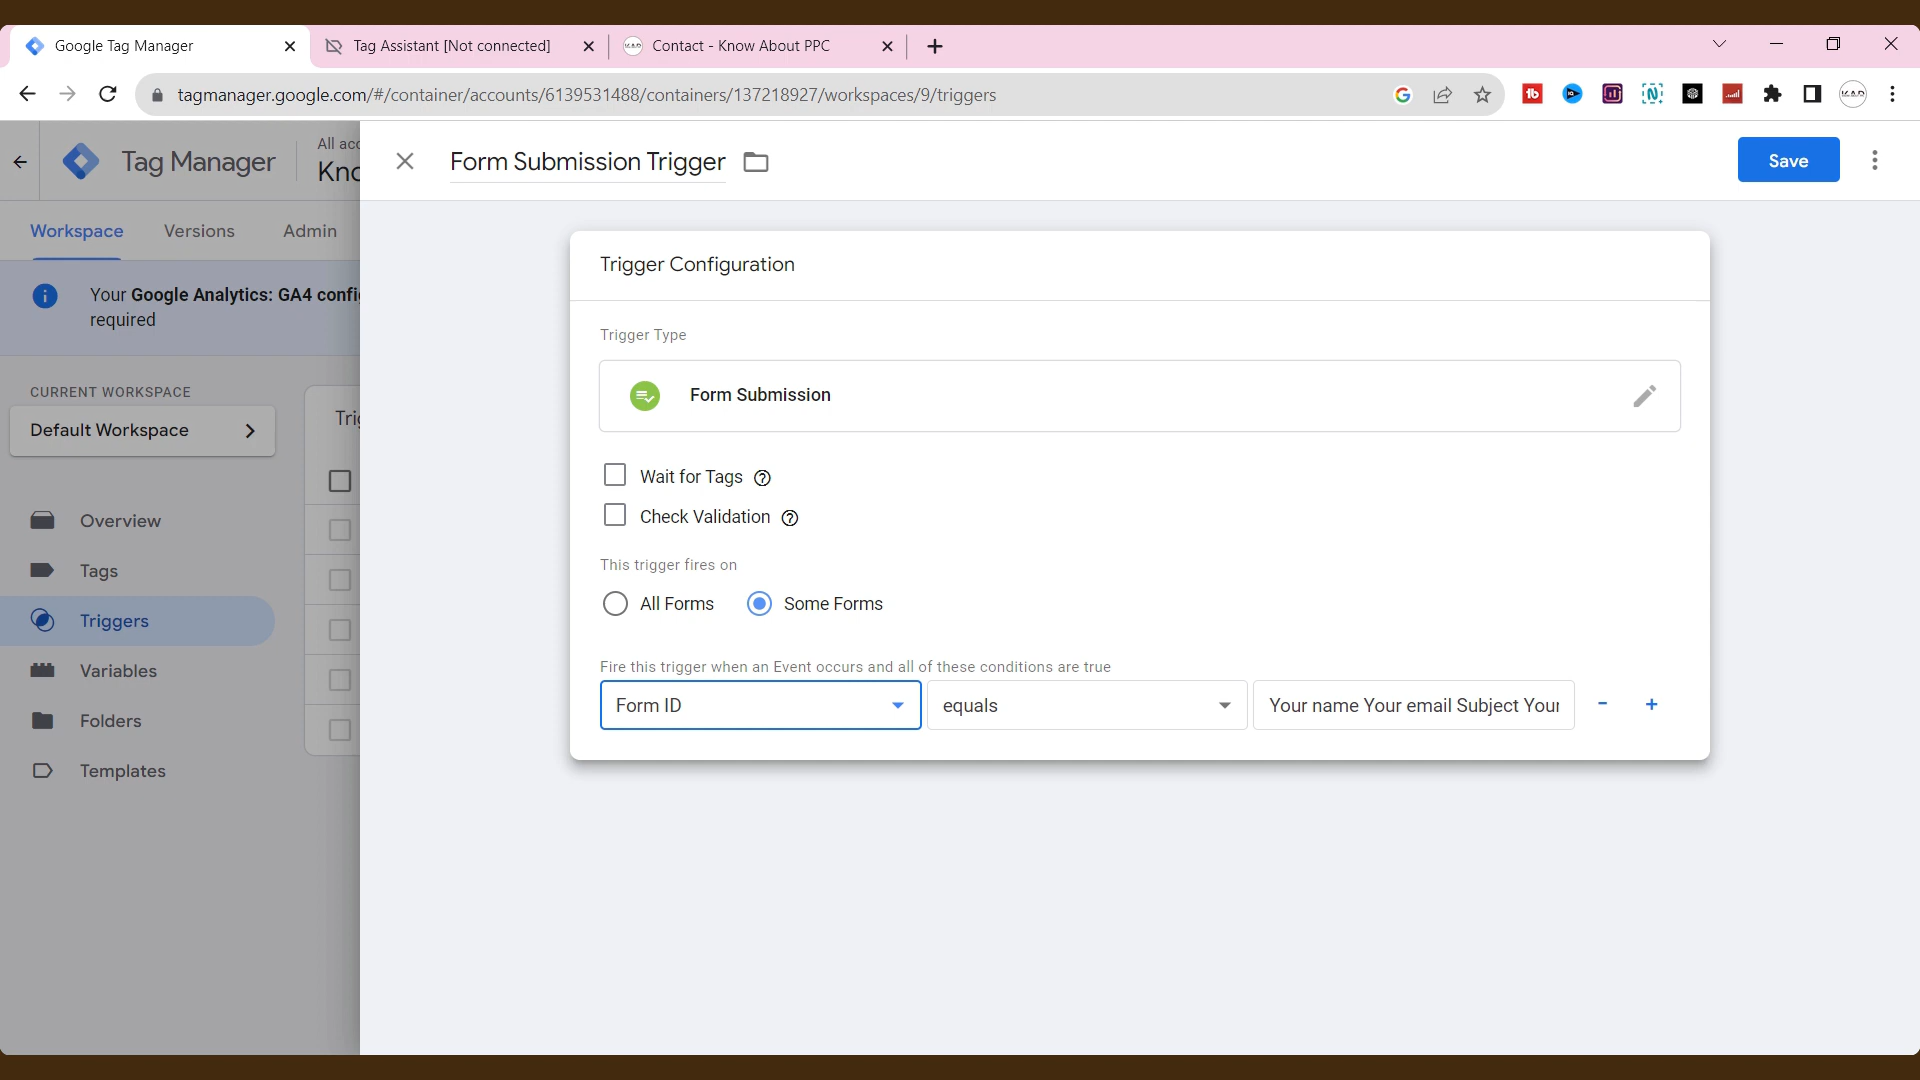 Google Tag Manager
Tag Assistant [Not connected]
Contact - Know About PPC
tagmanager.google.com/#/container/accounts/6139531488/containers/137218927/workspaces/9/triggers
Tag Manager
All acc
Kno
Form Submission Trigger
Save
Workspace
Versions
Admin
Your Google Analytics: GA4 confi
required
CURRENT WORKSPACE
Default Workspace
Trig
Overview
Tags
Triggers
Variables
Folders
Templates
Trigger Configuration
Trigger Type
Form Submission
Wait for Tags
Check Validation
This trigger fires on
All Forms
Some Forms
Fire this trigger when an Event occurs and all of these conditions are true
Form ID
equals
Your name Your email Subject Your